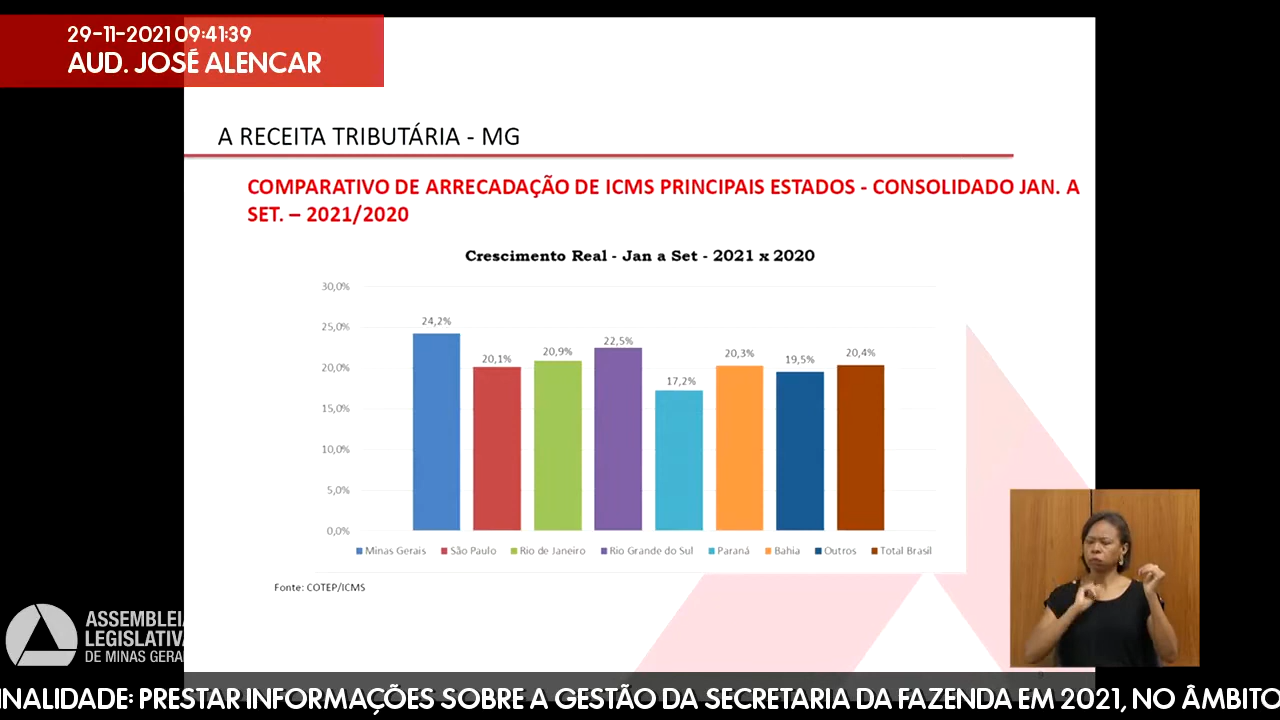 29-11-2021 09:41:39
AUD. JOSÉ ALENCAR
A RECEITA TRIBUTÁRIA - MG
COMPARATIVO DE ARRECADAÇÃO DE ICMS PRINCIPAIS ESTADOS - CONSOLIDADO JAN. A
SET. – 2021/2020
Crescimento Real - Jan a Set - 2021 x 2020
30,0%
25,0%
20,0%
15,0%
10,0%
5,0%
0,0%
24,2%
20,1%
20,9%
22,5%
17,2%
20,3%
19,5%
20,4%
Minas Gerais São Paulo Rio de Janeiro Rio Grande do Sul Paraná Bahia Outros Total Brasil
Fonte: COTEP/ICMS
ASSEMBLEIA
LEGISLATIVA
DE MINAS GERAI
9
INALIDADE: PRESTAR INFORMAÇÕES SOBRE A GESTÃO DA SECRETARIA DA FAZENDA EM 2021, NO ÂMBITO